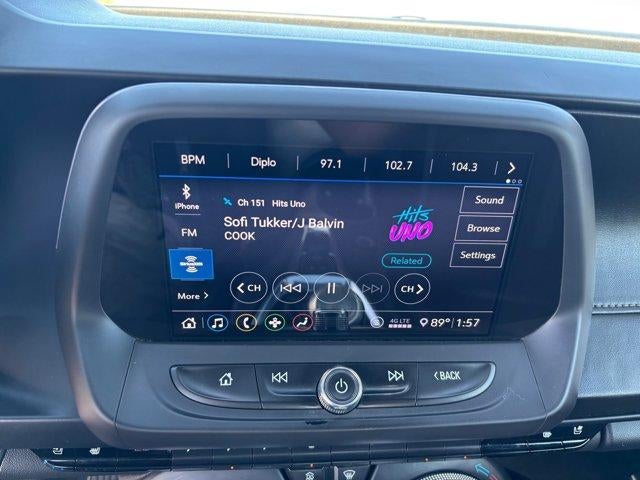 BPM Diplo 97.1 102.7 104.3
iPhone
Ch 151 Hits Uno
Sofi Tukker/J Balvin
COOK
Hits
UNO
Sound
FM
Browse
Related
Settings
SiriusXM
More
CH CH
4G LTE 89° 1:57
BACK